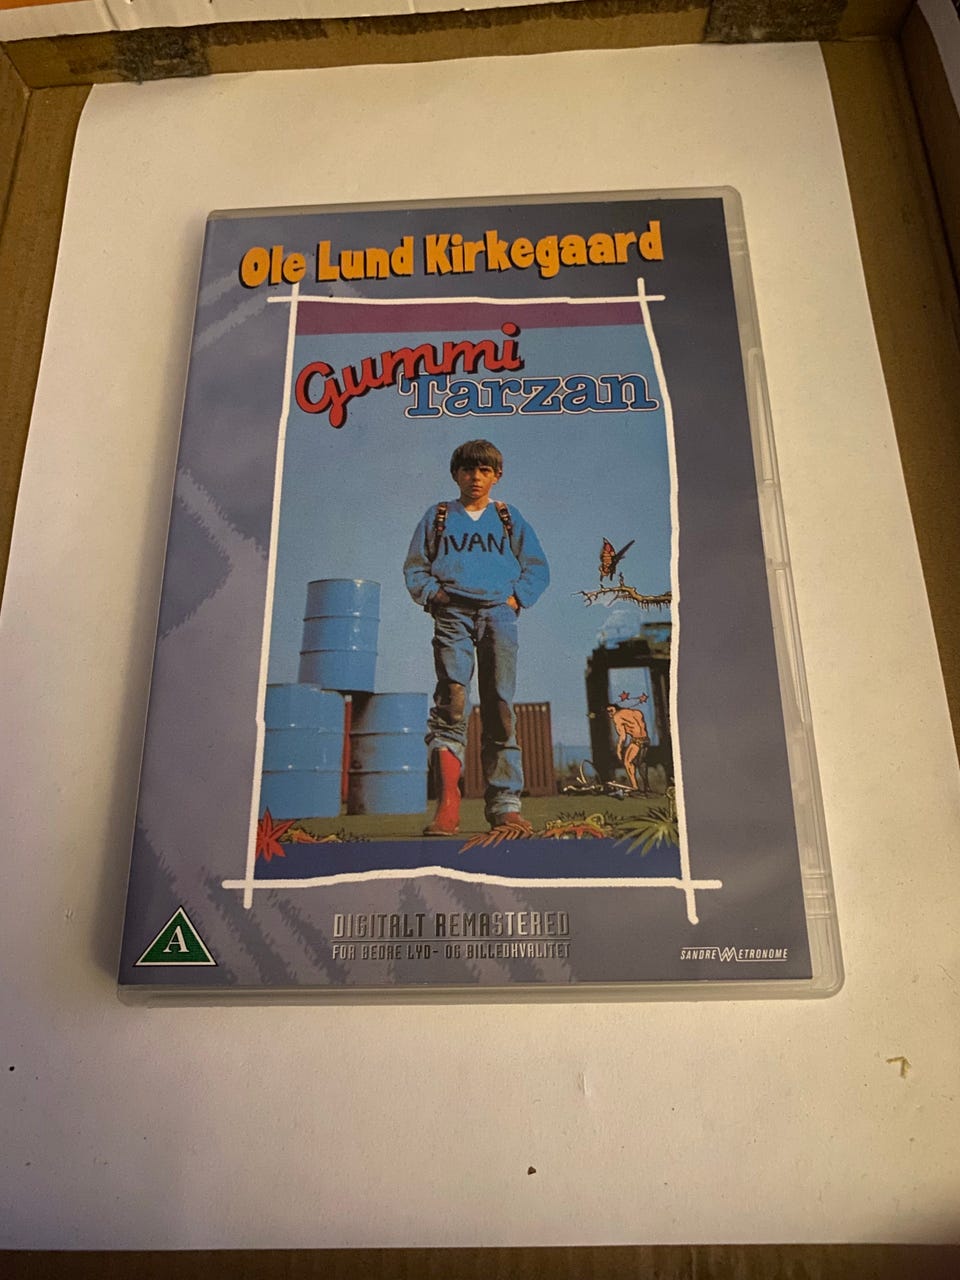 Ole Lund Kirkegaard
Gummi
Tarzan
IVAN
A
DIGITALT REMASTERED
FOR BEDRE LYD- OG BILLEDKVALITET
SANDREW METRONOME